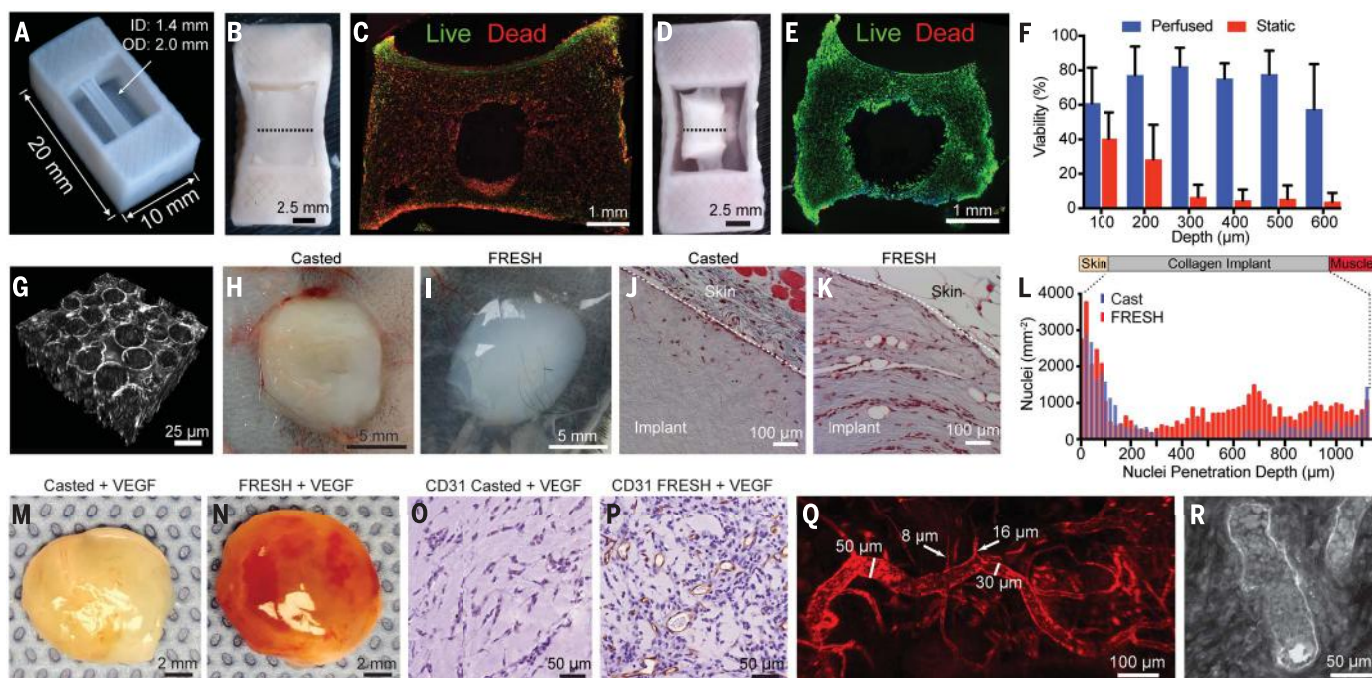 A
ID: 1.4 mm
OD: 2.0 mm
20 mm
10 mm
B
2.5 mm
C
Live Dead
1 mm
D
2.5 mm
E
Live Dead
1 mm
F
Perfused
Static
Viability (%)
100
80
60
40
20
0
100 200 300 400 500 600
Depth (µm)
G
25 µm
H
Casted
5 mm
I
FRESH
5 mm
J
Casted
Skin
Implant
100 µm
K
FRESH
Skin
Implant
100 µm
Skin Collagen Implant Muscle
L
Cast
FRESH
Nuclei (mm⁻²)
4000
3000
2000
1000
0
0 200 400 600 800 1000
Nuclei Penetration Depth (µm)
Casted + VEGF
M
2 mm
FRESH + VEGF
N
2 mm
CD31 Casted + VEGF
O
50 µm
CD31 FRESH + VEGF
P
50 µm
Q
50 µm
8 µm
16 µm
30 µm
100 µm
R
50 µm